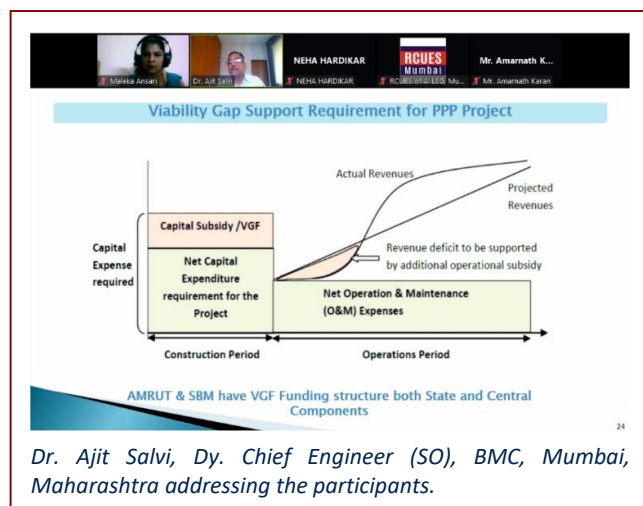 NEHA HARDIKAR
RCUES
Mumbai
Mr. Amarnath K...
Maleka Ansari
Dr. Ajit Salvi
NEHA HARDIKAR
RCUES of AILSG, Mu...
Mr. Amarnath Karan
Viability Gap Support Requirement for PPP Project
Actual Revenues
Projected
Revenues
Capital Subsidy /VGF
Capital
Expense
required
Net Capital
Expenditure
requirement for the
Project
Revenue deficit to be supported
by additional operational subsidy
Net Operation & Maintenance
(O&M) Expenses
Construction Period
Operations Period
AMRUT & SBM have VGF Funding structure both State and Central
Components
24
Dr. Ajit Salvi, Dy. Chief Engineer (SO), BMC, Mumbai,
Maharashtra addressing the participants.